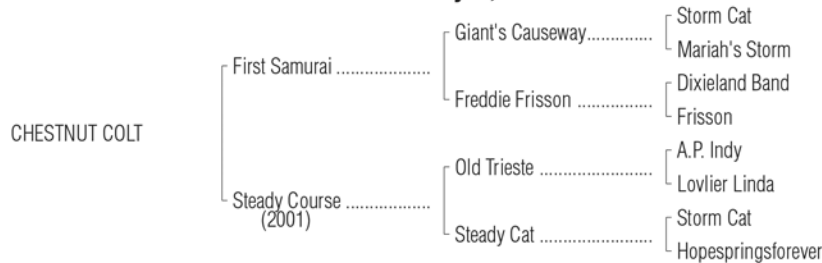 Storm Cat
Giant's Causeway..............
Mariah's Storm
First Samurai ....................
Dixieland Band
Freddie Frisson ................
Frisson
CHESTNUT COLT
A.P. Indy
Old Trieste ........................
Lovlier Linda
Steady Course ..................
(2001)
Storm Cat
Steady Cat ........................
Hopespringsforever